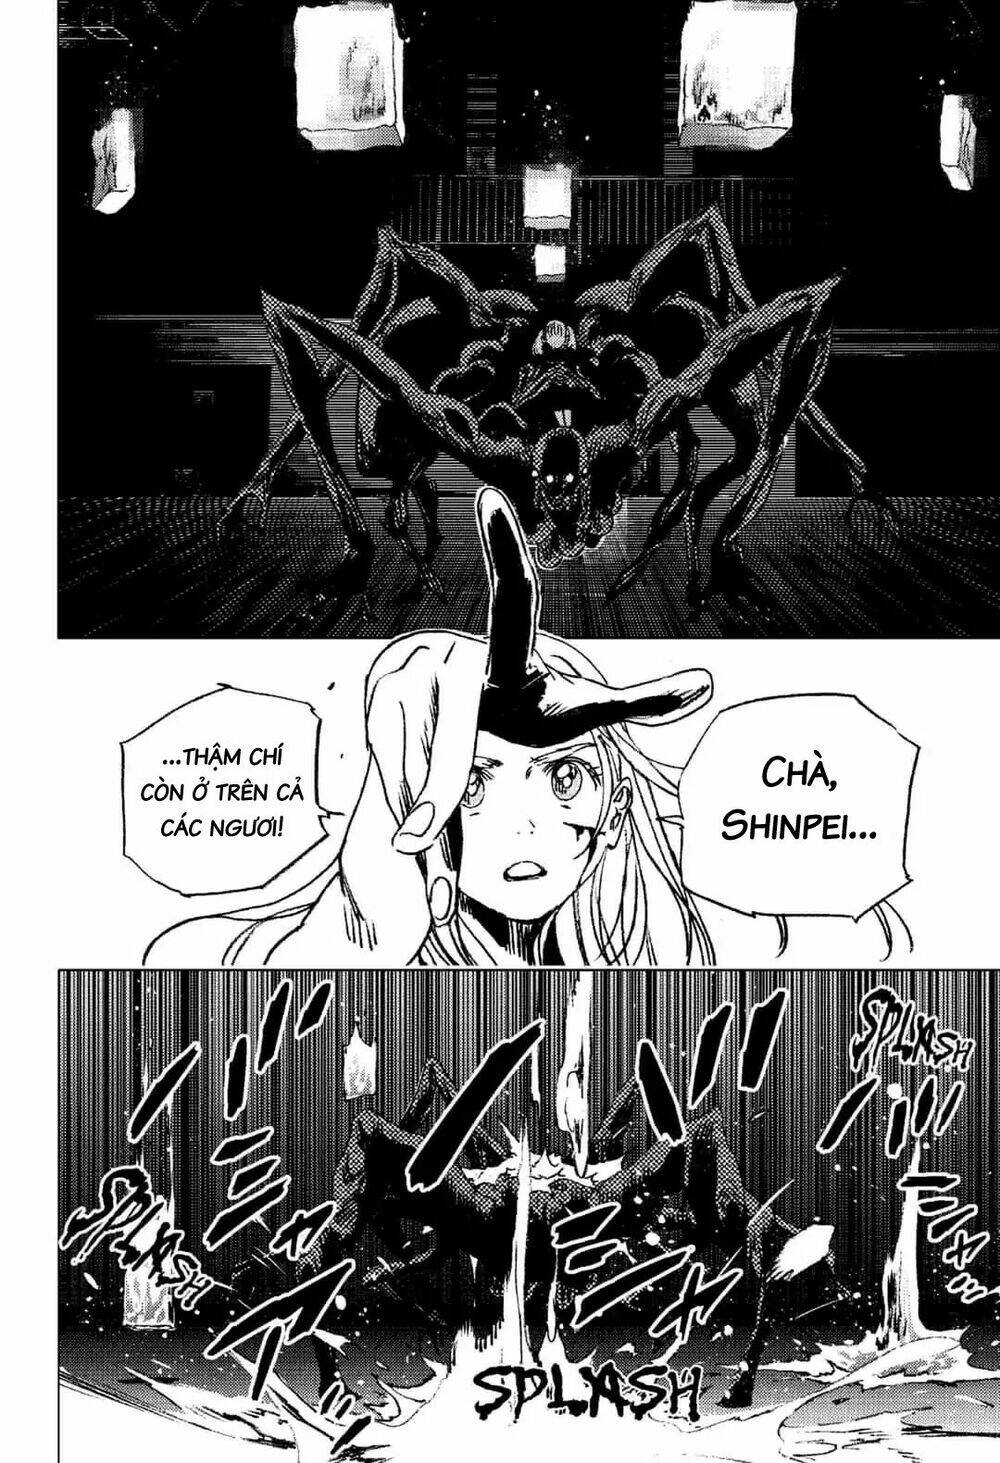 CHÀ,
SHINPEI...
...THẬM CHÍ
CÒN Ở TRÊN CẢ
CÁC NGƯƠI!
SPLASH
SPLASH
SPLASH